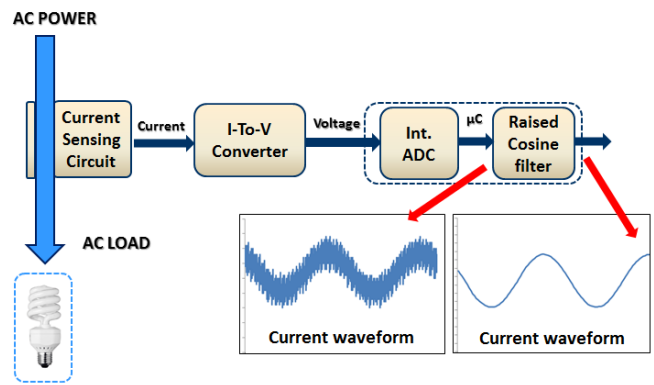 AC POWER
Current
Sensing
Circuit
Current
I-To-V
Converter
Voltage
Int.
ADC
µC
Raised
Cosine
filter
AC LOAD
Current waveform
Current waveform